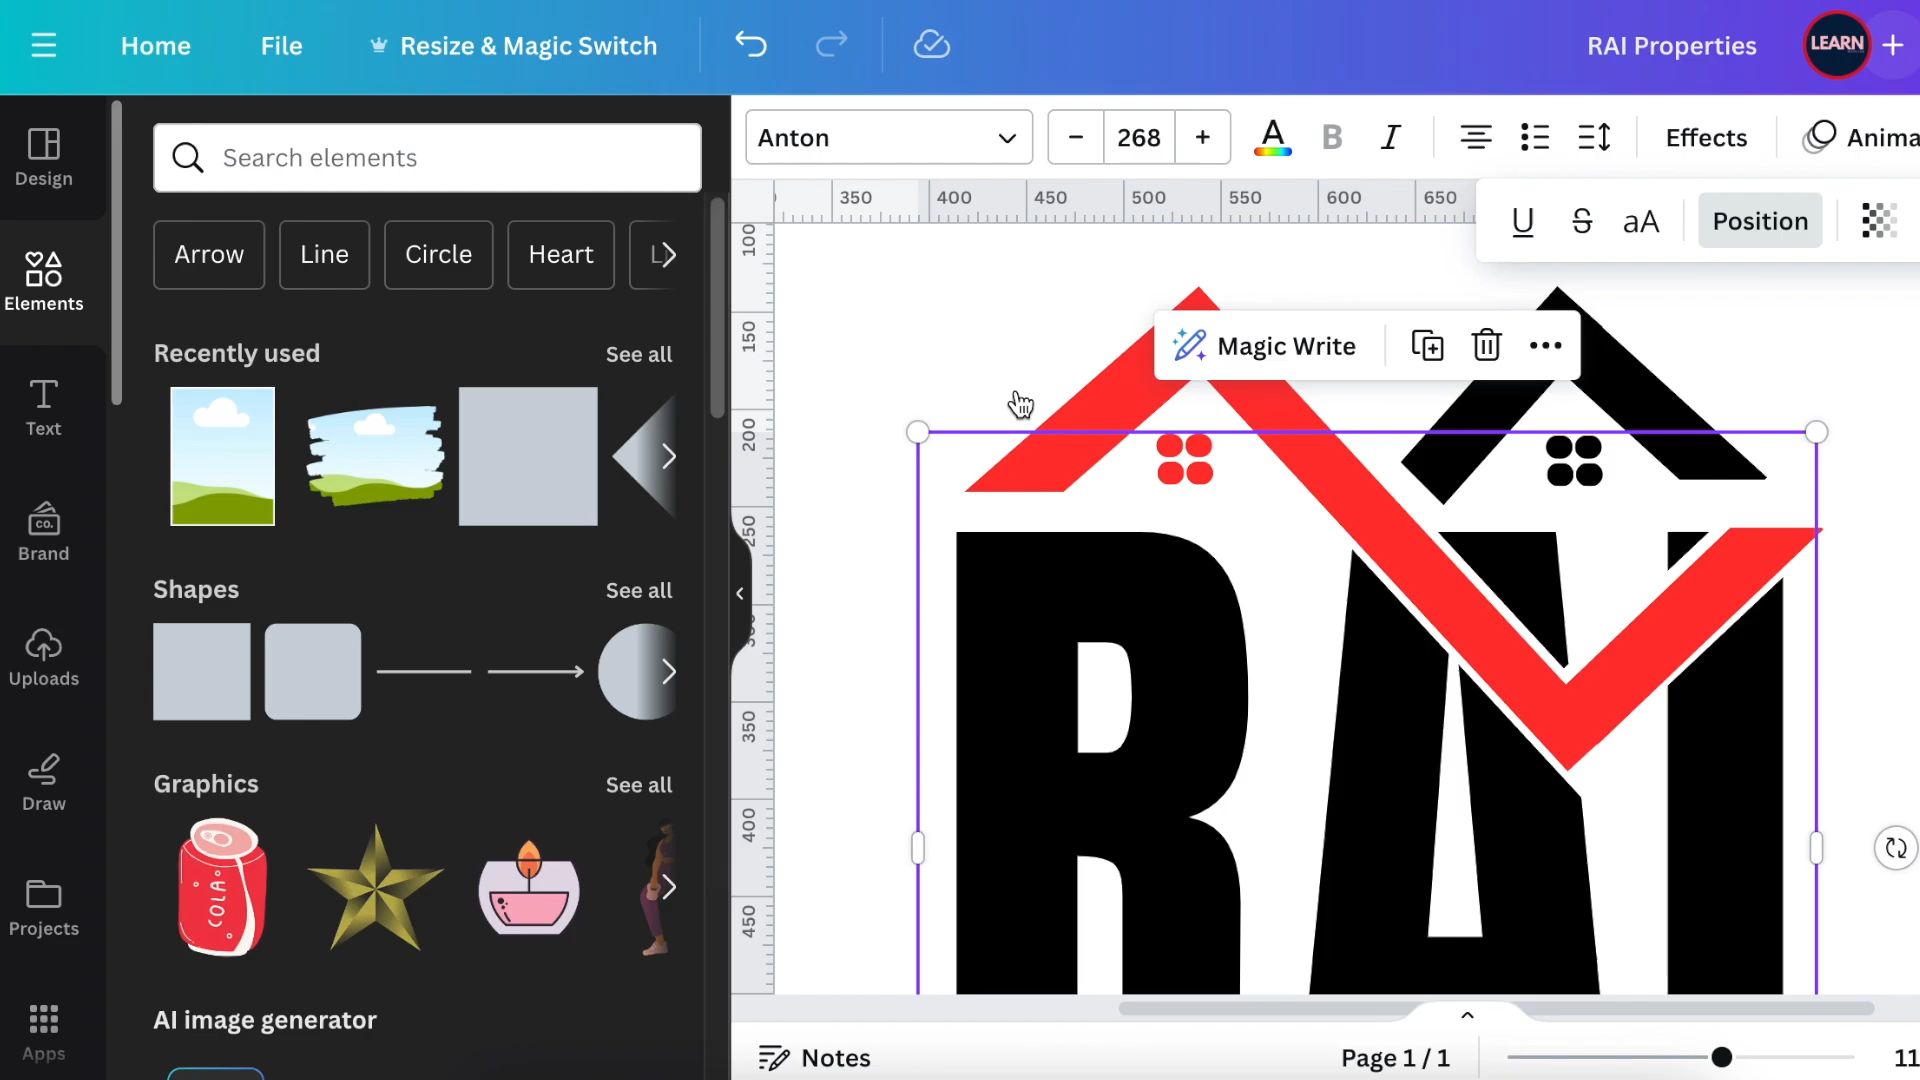 Home
File
Resize & Magic Switch
RAI Properties
LEARN
Design
Elements
Text
Brand
CO.
Uploads
Draw
Projects
Apps
Search elements
Arrow
Line
Circle
Heart
Recently used
See all
Shapes
See all
Graphics
See all
COLA
AI image generator
Anton
268
A
B
I
Effects
Anima
U
S
aA
Position
350
400
450
500
550
600
650
100
150
200
250
350
400
450
Magic Write
RAI
Notes
Page 1 / 1
11